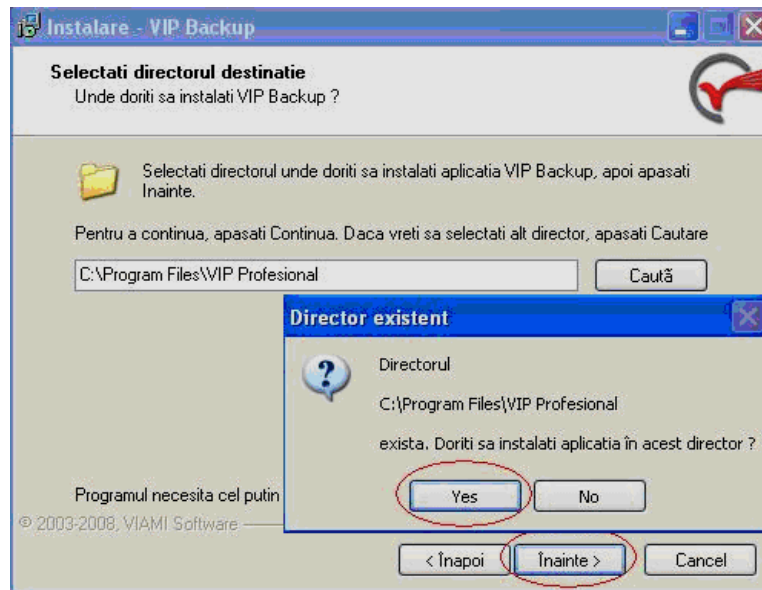 Instalare - VIP Backup
Selectati directorul destinatie
Unde doriti sa instalati VIP Backup ?
Selectati directorul unde doriti sa instalati aplicatia VIP Backup, apoi apasati
Inainte.
Pentru a continua, apasati Continua. Daca vreti sa selectati alt director, apasati Cautare
C:\Program Files\VIP Profesional
Caută
Director existent
Directorul
C:\Program Files\VIP Profesional
exista. Doriti sa instalati aplicatia în acest director ?
Yes
No
Programul necesita cel putin
© 2003-2008, VIAMI Software
< Înapoi
Înainte >
Cancel